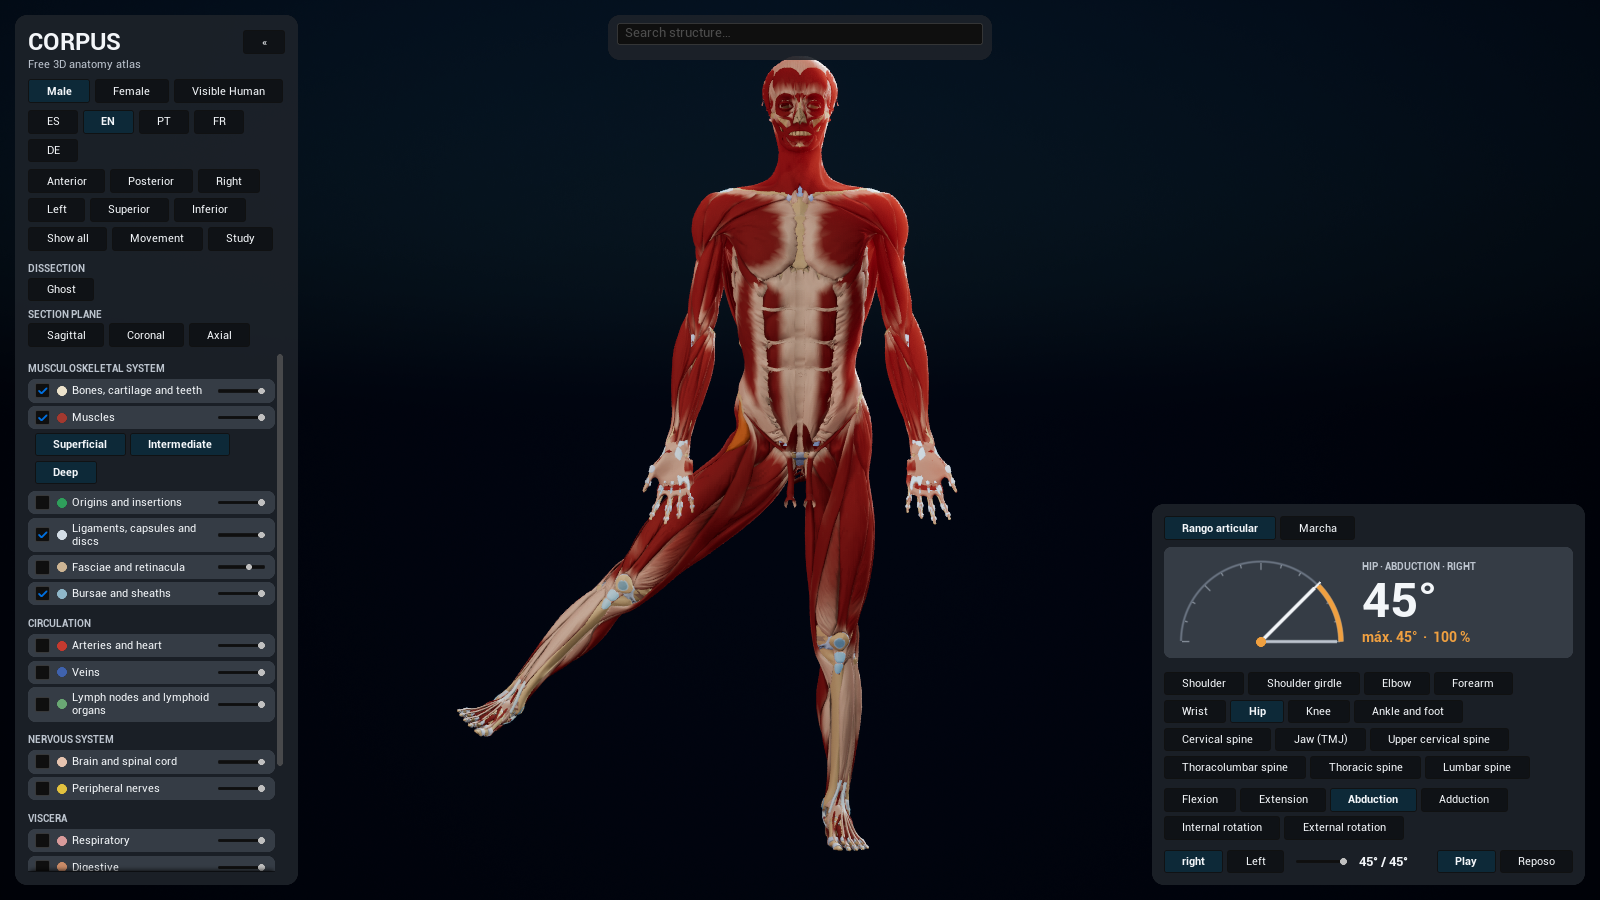 CORPUS
«
Free 3D anatomy atlas
Male Female Visible Human
ES EN PT FR
DE
Anterior Posterior Right
Left Superior Inferior
Show all Movement Study
DISSECTION
Ghost
SECTION PLANE
Sagittal Coronal Axial
MUSCULOSKELETAL SYSTEM
Bones, cartilage and teeth
Muscles
Superficial Intermediate
Deep
Origins and insertions
Ligaments, capsules and
discs
Fasciae and retinacula
Bursae and sheaths
CIRCULATION
Arteries and heart
Veins
Lymph nodes and lymphoid
organs
NERVOUS SYSTEM
Brain and spinal cord
Peripheral nerves
VISCERA
Respiratory
Digestive
Search structure...
Rango articular Marcha
HIP · ABDUCTION · RIGHT
45°
máx. 45° · 100 %
Shoulder Shoulder girdle Elbow Forearm
Wrist Hip Knee Ankle and foot
Cervical spine Jaw (TMJ) Upper cervical spine
Thoracolumbar spine Thoracic spine Lumbar spine
Flexion Extension Abduction Adduction
Internal rotation External rotation
right Left 45° / 45° Play Reposo